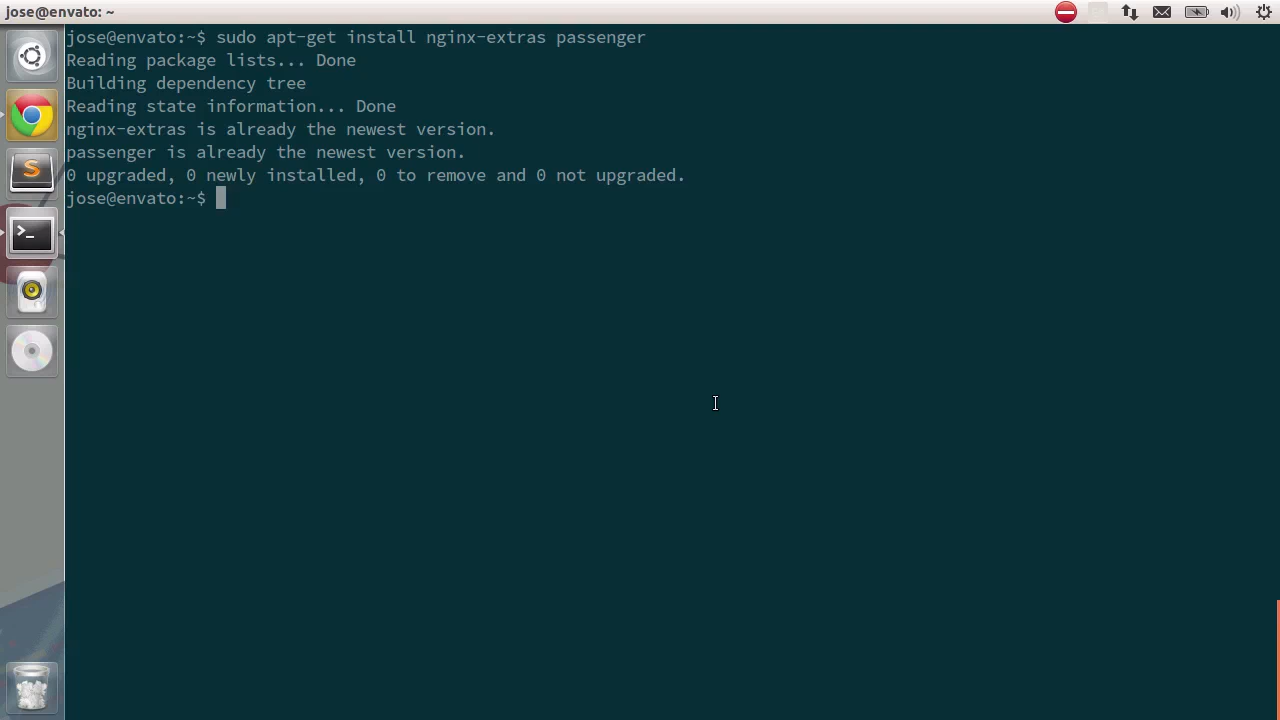 jose@envato: ~
jose@envato:~$ sudo apt-get install nginx-extras passenger
Reading package lists... Done
Building dependency tree
Reading state information... Done
nginx-extras is already the newest version.
passenger is already the newest version.
0 upgraded, 0 newly installed, 0 to remove and 0 not upgraded.
jose@envato:~$